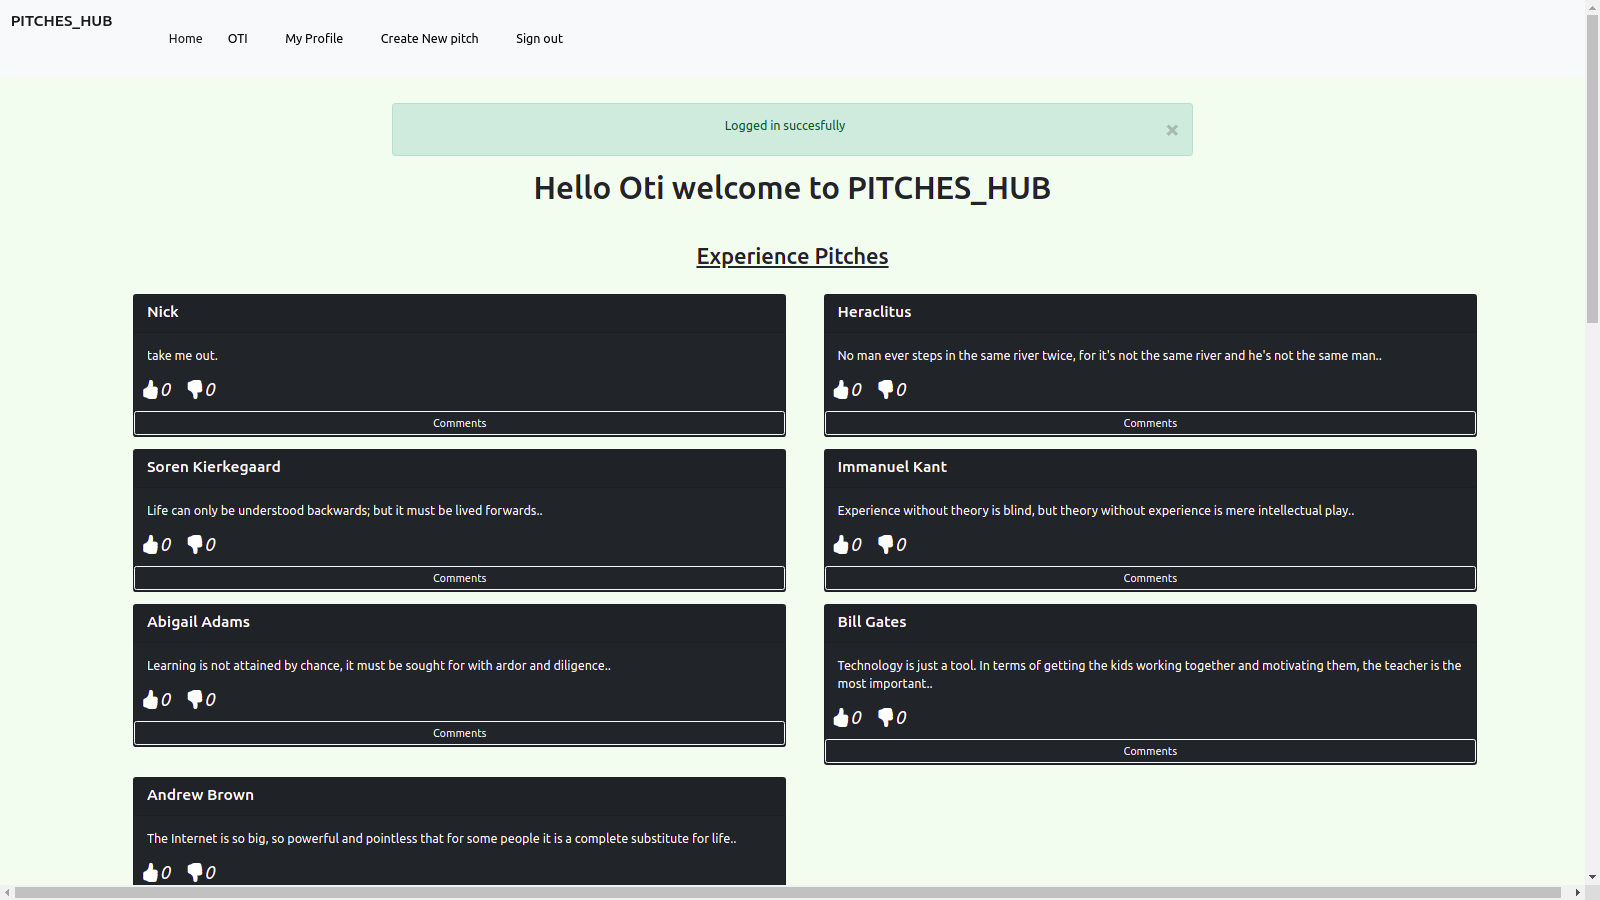 PITCHES_HUB
Home OTI My Profile Create New pitch Sign out
Logged in succesfully ×
Hello Oti welcome to PITCHES_HUB
Experience Pitches
Nick
take me out.
0 0
Comments
Heraclitus
No man ever steps in the same river twice, for it's not the same river and he's not the same man..
0 0
Comments
Soren Kierkegaard
Life can only be understood backwards; but it must be lived forwards..
0 0
Comments
Immanuel Kant
Experience without theory is blind, but theory without experience is mere intellectual play..
0 0
Comments
Abigail Adams
Learning is not attained by chance, it must be sought for with ardor and diligence..
0 0
Comments
Bill Gates
Technology is just a tool. In terms of getting the kids working together and motivating them, the teacher is the
most important..
0 0
Comments
Andrew Brown
The Internet is so big, so powerful and pointless that for some people it is a complete substitute for life..
0 0